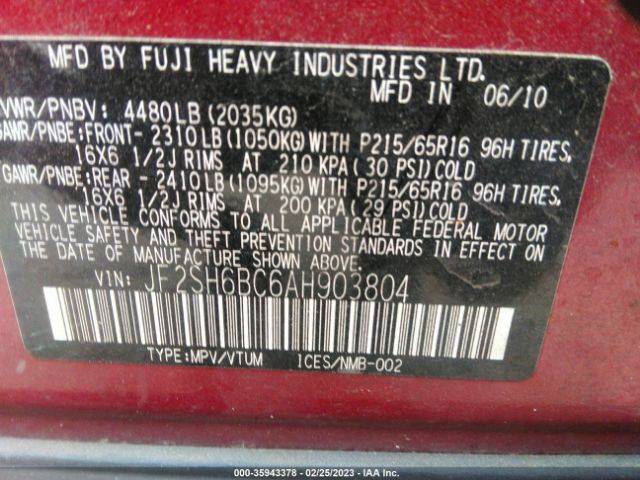 MFD BY FUJI HEAVY INDUSTRIES LTD.
MFD IN 06/10
VWR/PNBV: 4480LB (2035KG)
GAWR/PNBE:FRONT- 2310LB(1050KG)WITH P215/65R16 96H TIRES,
16X6 1/2J RIMS AT 210 KPA (30 PSI)COLD
GAWR/PNBE:REAR - 2410LB(1095KG)WITH P215/65R16 96H TIRES,
16X6 1/2J RIMS AT 200 KPA (29 PSI)COLD
THIS VEHICLE CONFORMS TO ALL APPLICABLE FEDERAL MOTOR
VEHICLE SAFETY AND THEFT PREVENTION STANDARDS IN EFFECT ON
THE DATE OF MANUFACTURE SHOWN ABOVE.
VIN: JF2SH6BC6AH903804
TYPE:MPV/VTUM ICES/NMB-002
000-35943378 - 02/25/2023 - IAA Inc.